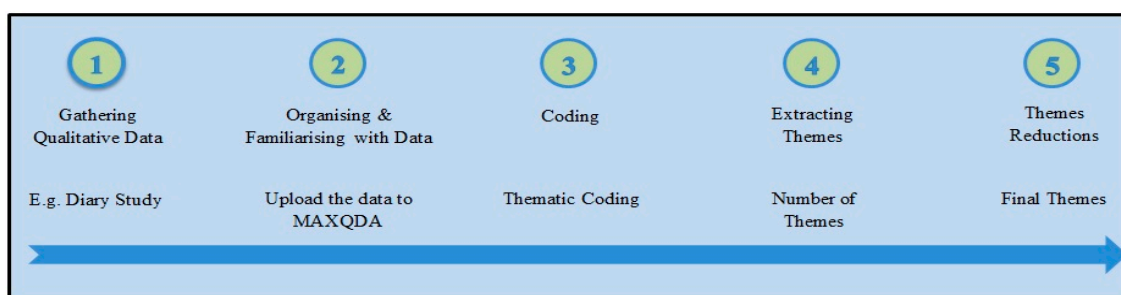 1
Gathering
Qualitative Data
E.g. Diary Study
2
Organising &
Familiarising with Data
Upload the data to
MAXQDA
3
Coding
Thematic Coding
4
Extracting
Themes
Number of
Themes
5
Themes
Reductions
Final Themes